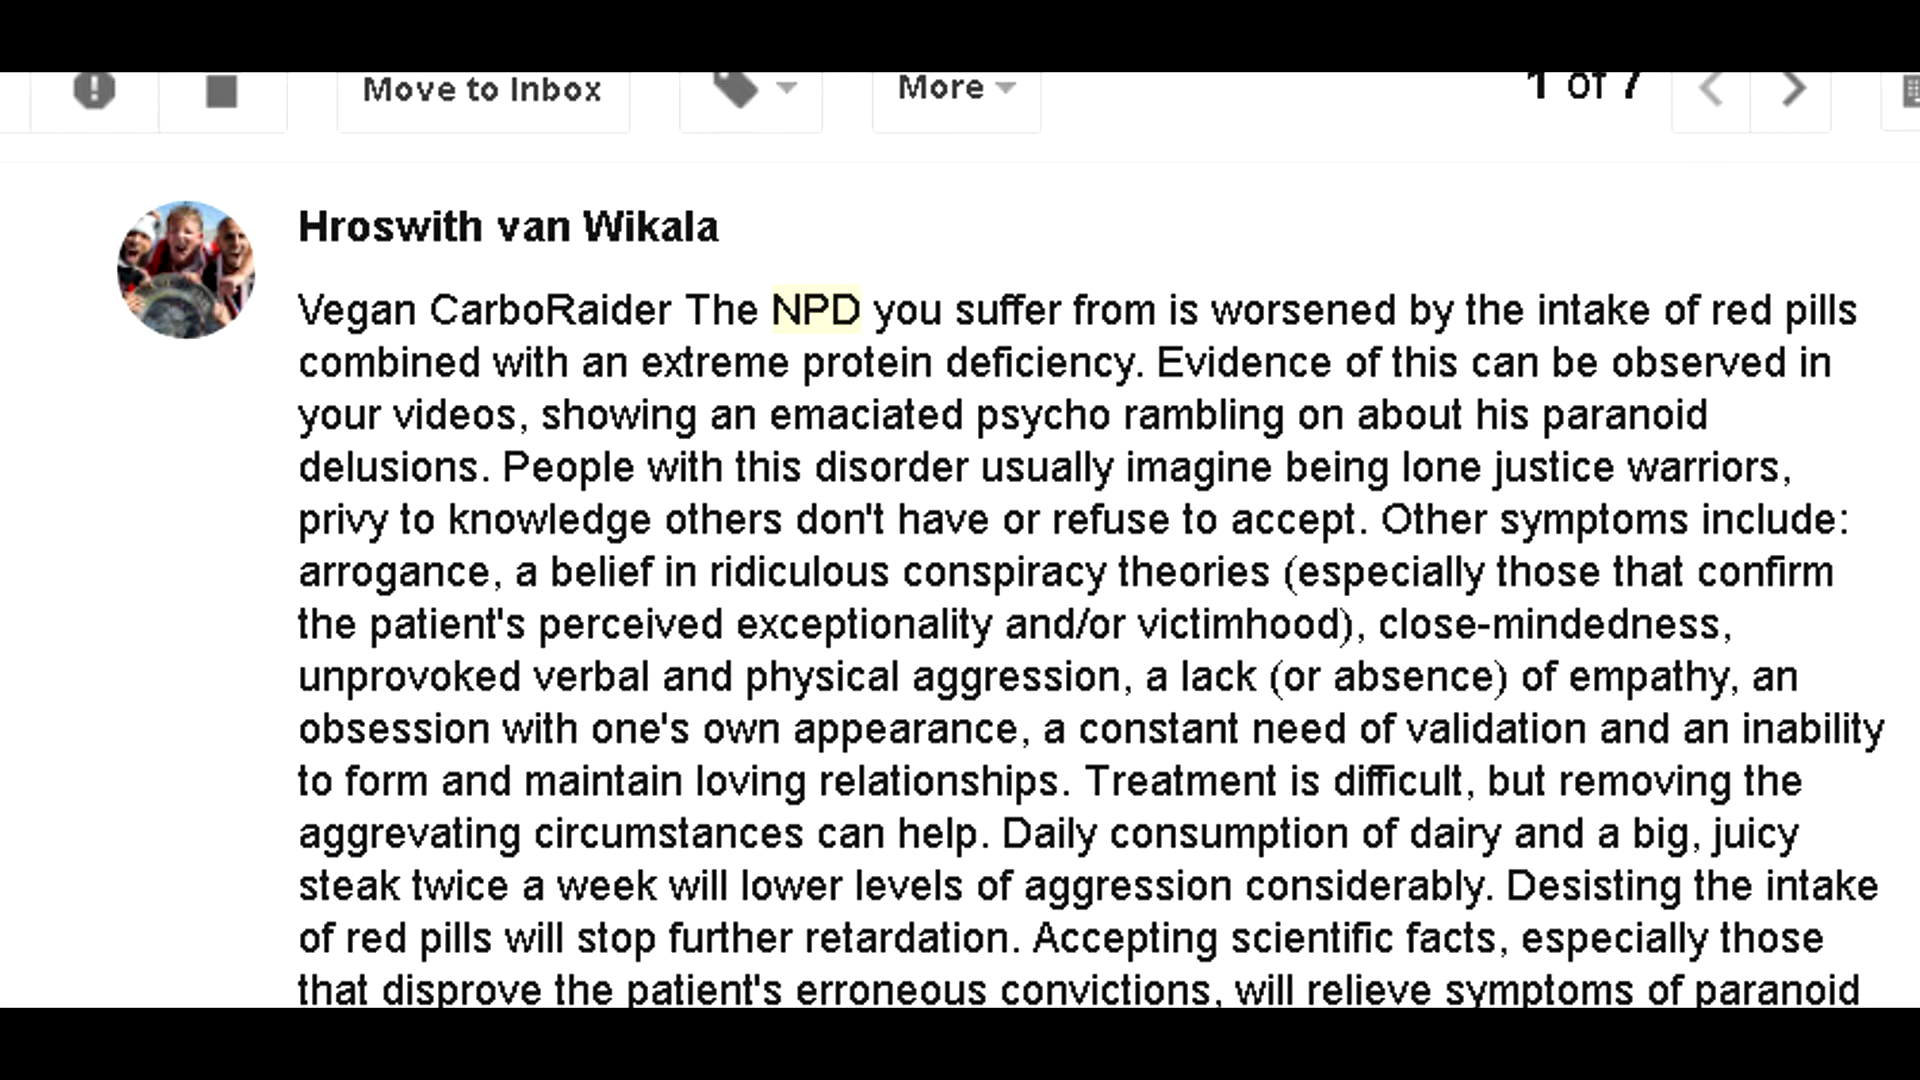 Move to Inbox
More
1 of 7
Hroswith van Wikala
Vegan CarboRaider The NPD you suffer from is worsened by the intake of red pills
combined with an extreme protein deficiency. Evidence of this can be observed in
your videos, showing an emaciated psycho rambling on about his paranoid
delusions. People with this disorder usually imagine being lone justice warriors,
privy to knowledge others don't have or refuse to accept. Other symptoms include:
arrogance, a belief in ridiculous conspiracy theories (especially those that confirm
the patient's perceived exceptionality and/or victimhood), close-mindedness,
unprovoked verbal and physical aggression, a lack (or absence) of empathy, an
obsession with one's own appearance, a constant need of validation and an inability
to form and maintain loving relationships. Treatment is difficult, but removing the
aggrevating circumstances can help. Daily consumption of dairy and a big, juicy
steak twice a week will lower levels of aggression considerably. Desisting the intake
of red pills will stop further retardation. Accepting scientific facts, especially those
that disprove the patient's erroneous convictions, will relieve symptoms of paranoid